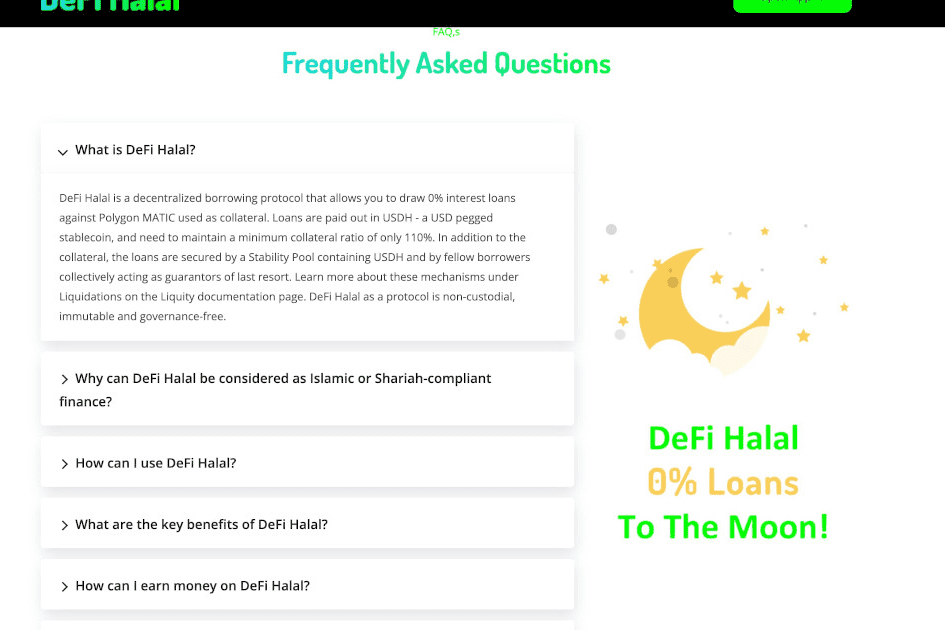 DeFi Halal
FAQ,s
Frequently Asked Questions
What is DeFi Halal?
DeFi Halal is a decentralized borrowing protocol that allows you to draw 0% interest loans
against Polygon MATIC used as collateral. Loans are paid out in USDH - a USD pegged
stablecoin, and need to maintain a minimum collateral ratio of only 110%. In addition to the
collateral, the loans are secured by a Stability Pool containing USDH and by fellow borrowers
collectively acting as guarantors of last resort. Learn more about these mechanisms under
Liquidations on the Liquity documentation page. DeFi Halal as a protocol is non-custodial,
immutable and governance-free.
Why can DeFi Halal be considered as Islamic or Shariah-compliant
finance?
How can I use DeFi Halal?
What are the key benefits of DeFi Halal?
How can I earn money on DeFi Halal?
DeFi Halal
0% Loans
To The Moon!